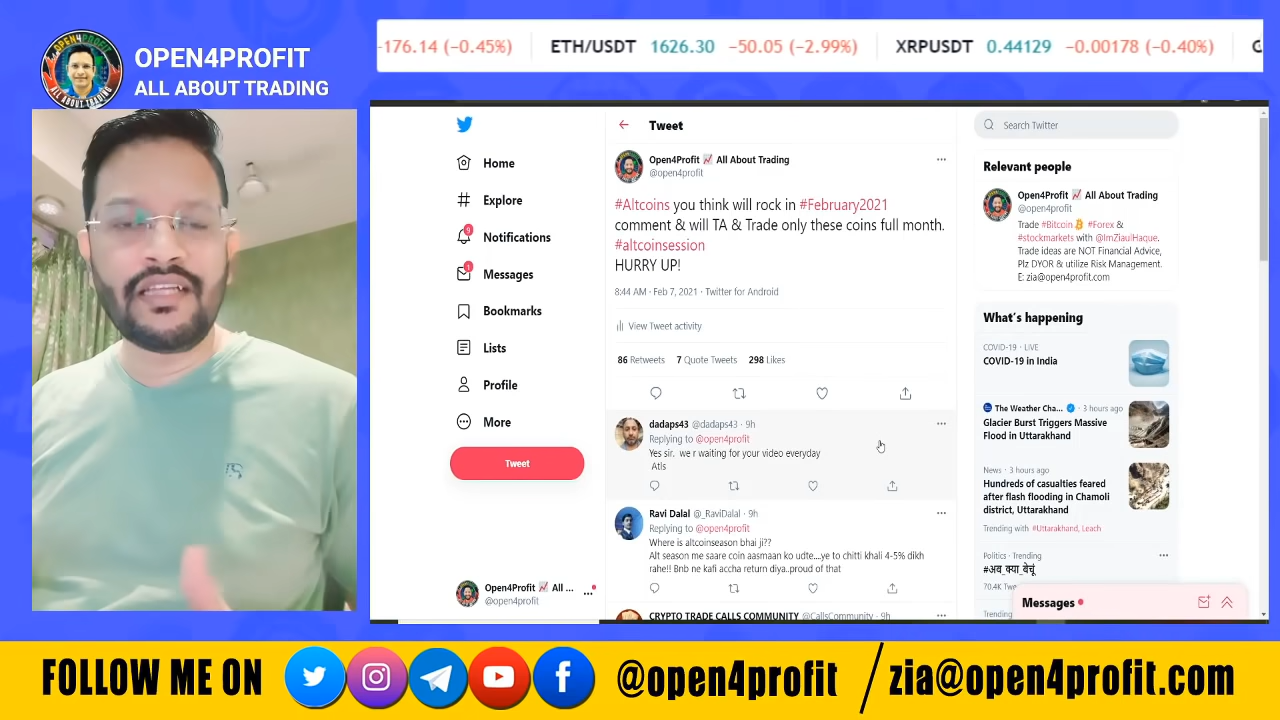 OPEN4PROFIT
ALL ABOUT TRADING
-176.14 (−0.45%) ETH/USDT 1626.30 −50.05 (−2.99%) XRPUSDT 0.44129 −0.00178 (−0.40%)
OPEN4PROFIT
ALL ABOUT TRADING
Home
Explore
9
Notifications
1
Messages
Bookmarks
Lists
Profile
More
Tweet
Open4Profit All ...
@open4profit
Tweet
Open4Profit All About Trading
@open4profit
#Altcoins you think will rock in #February2021
comment & will TA & Trade only these coins full month.
#altcoinsession
HURRY UP!
8:44 AM · Feb 7, 2021 · Twitter for Android
View Tweet activity
86 Retweets 7 Quote Tweets 298 Likes
dadaps43 @dadaps43 · 9h
Replying to @open4profit
Yes sir. we r waiting for your video everyday
Atls
Ravi Dalal @_RaviDalal · 9h
Replying to @open4profit
Where is altcoinseason bhai ji??
Alt season me saare coin aasmaan ko udte....ye to chitti khali 4-5% dikh
rahe!! Bnb ne kafi accha return diya..proud of that
CRYPTO TRADE CALLS COMMUNITY @CallsCommunity · 9h
Search Twitter
Relevant people
Open4Profit All About Trading
@open4profit
Trade #Bitcoin #Forex &
#stockmarkets with @ImZiaulHaque.
Trade ideas are NOT Financial Advice,
Plz DYOR & utilize Risk Management.
E: zia@open4profit.com
What's happening
COVID-19 · LIVE
COVID-19 in India
The Weather Cha... · 3 hours ago
Glacier Burst Triggers Massive
Flood in Uttarakhand
News · 3 hours ago
Hundreds of casualties feared
after flash flooding in Chamoli
district, Uttarakhand
Trending with #Uttarakhand, Leach
Politics · Trending
#अब_क्या_बेचूं
70.4K
Trending
Messages
FOLLOW ME ON @open4profit / zia@open4profit.com